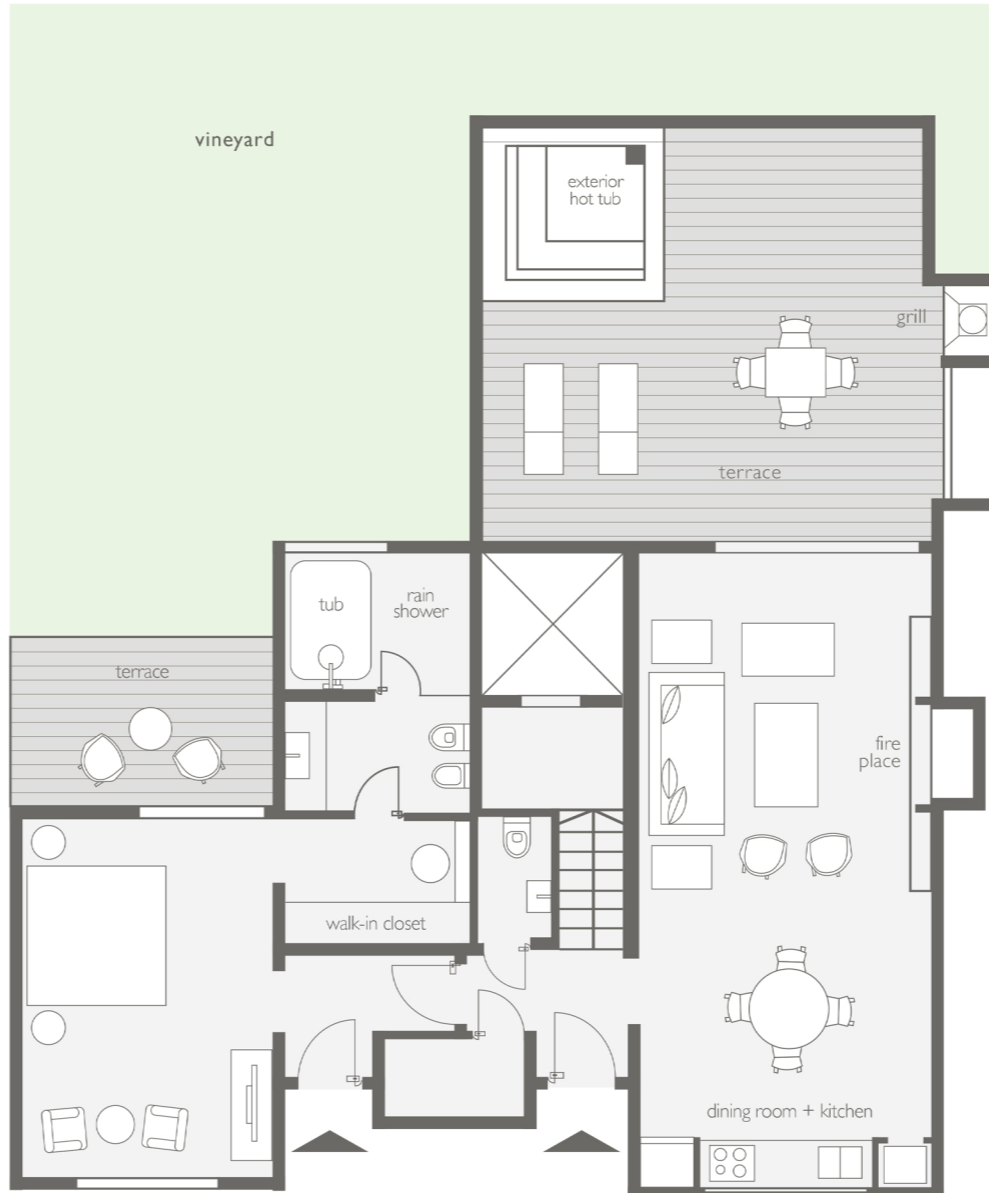 vineyard
exterior
hot tub
grill
terrace
tub
rain
shower
terrace
fire
place
walk-in closet
dining room + kitchen